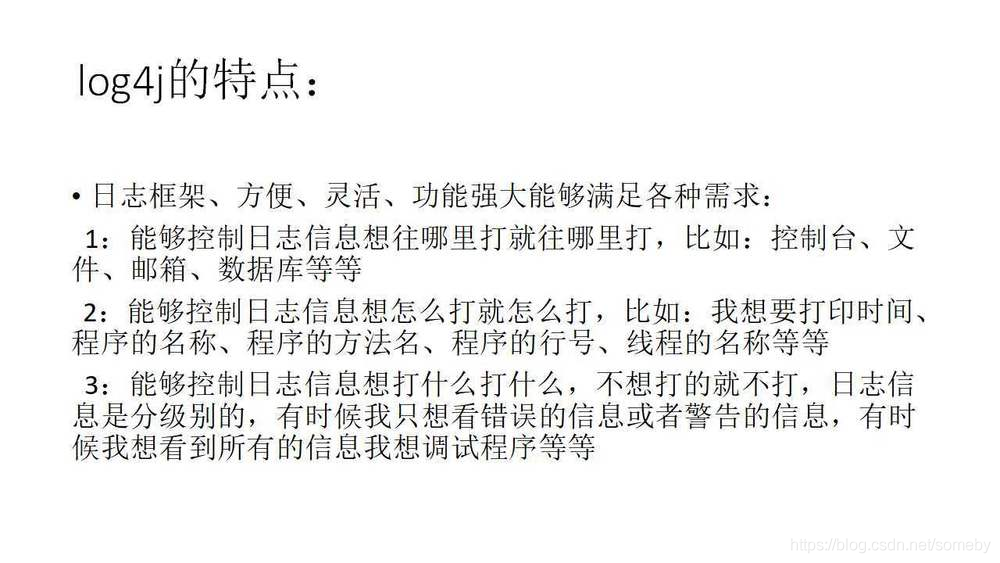 log4j的特点：
• 日志框架、方便、灵活、功能强大能够满足各种需求：
1：能够控制日志信息想往哪里打就往哪里打，比如：控制台、文
件、邮箱、数据库等等
2：能够控制日志信息想怎么打就怎么打，比如：我想要打印时间、
程序的名称、程序的方法名、程序的行号、线程的名称等等
3：能够控制日志信息想打什么打什么，不想打的就不打，日志信
息是分级别的，有时候我只想看错误的信息或者警告的信息，有时
候我想看到所有的信息我想调试程序等等
https://blog.csdn.net/someby